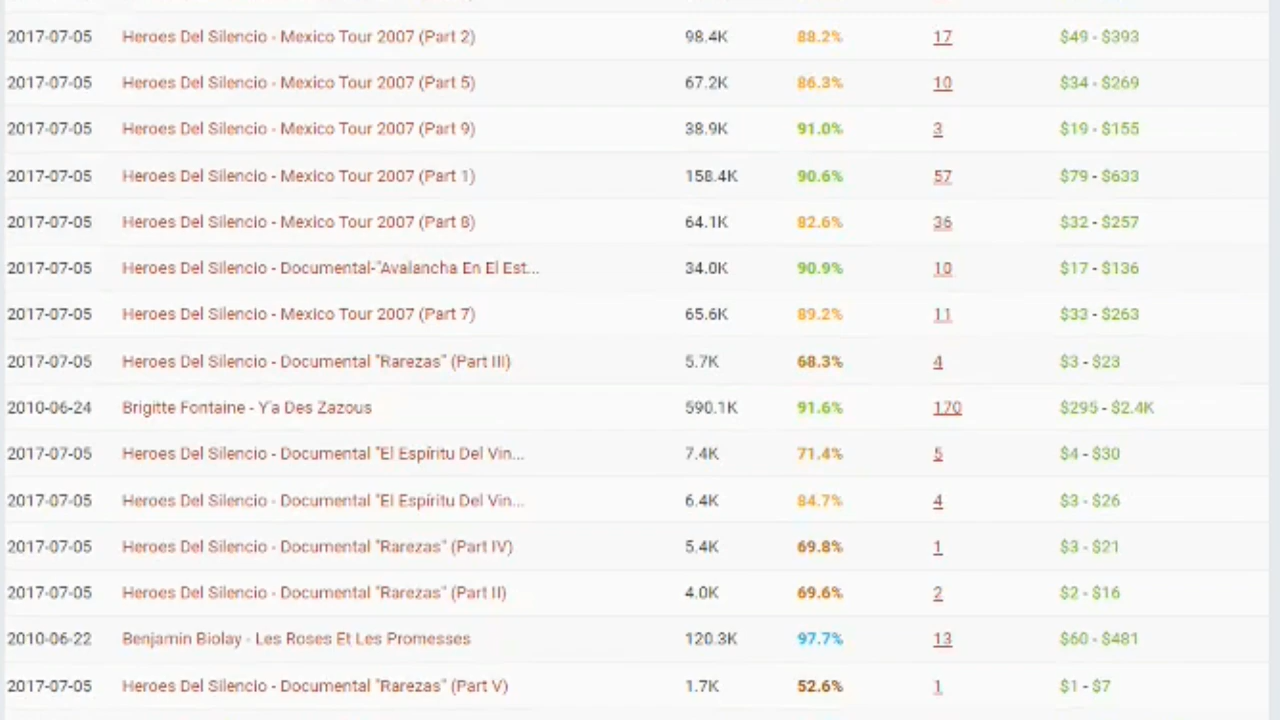 2017-07-05 Heroes Del Silencio - Mexico Tour 2007 (Part 2) 98.4K 88.2% 17 $49 - $393
2017-07-05 Heroes Del Silencio - Mexico Tour 2007 (Part 5) 67.2K 86.3% 10 $34 - $269
2017-07-05 Heroes Del Silencio - Mexico Tour 2007 (Part 9) 38.9K 91.0% 3 $19 - $155
2017-07-05 Heroes Del Silencio - Mexico Tour 2007 (Part 1) 158.4K 90.6% 57 $79 - $633
2017-07-05 Heroes Del Silencio - Mexico Tour 2007 (Part 8) 64.1K 82.6% 36 $32 - $257
2017-07-05 Heroes Del Silencio - Documental-"Avalancha En El Est... 34.0K 90.9% 10 $17 - $136
2017-07-05 Heroes Del Silencio - Mexico Tour 2007 (Part 7) 65.6K 89.2% 11 $33 - $263
2017-07-05 Heroes Del Silencio - Documental "Rarezas" (Part III) 5.7K 68.3% 4 $3 - $23
2010-06-24 Brigitte Fontaine - Y'a Des Zazous 590.1K 91.6% 170 $295 - $2.4K
2017-07-05 Heroes Del Silencio - Documental "El Espíritu Del Vin... 7.4K 71.4% 5 $4 - $30
2017-07-05 Heroes Del Silencio - Documental "El Espíritu Del Vin... 6.4K 84.7% 4 $3 - $26
2017-07-05 Heroes Del Silencio - Documental "Rarezas" (Part IV) 5.4K 69.8% 1 $3 - $21
2017-07-05 Heroes Del Silencio - Documental "Rarezas" (Part II) 4.0K 69.6% 2 $2 - $16
2010-06-22 Benjamin Biolay - Les Roses Et Les Promesses 120.3K 97.7% 13 $60 - $481
2017-07-05 Heroes Del Silencio - Documental "Rarezas" (Part V) 1.7K 52.6% 1 $1 - $7